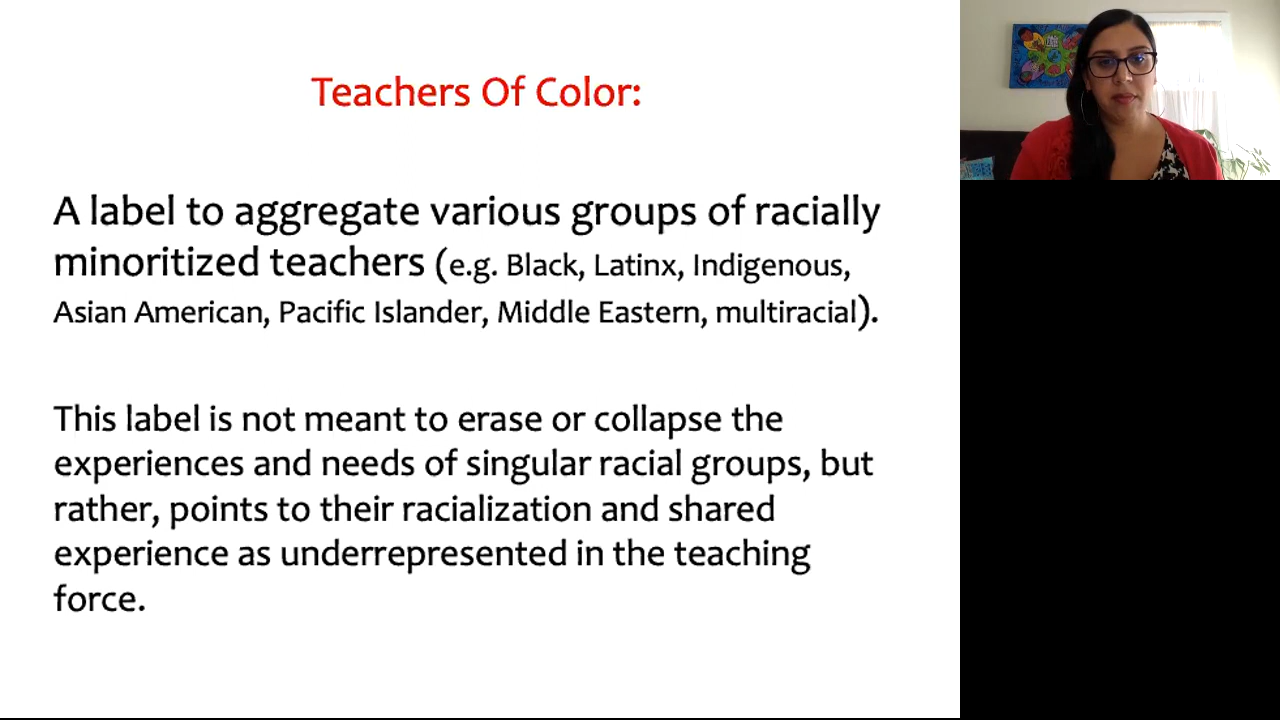 Teachers Of Color:
A label to aggregate various groups of racially
minoritized teachers (e.g. Black, Latinx, Indigenous,
Asian American, Pacific Islander, Middle Eastern, multiracial).
This label is not meant to erase or collapse the
experiences and needs of singular racial groups, but
rather, points to their racialization and shared
experience as underrepresented in the teaching
force.